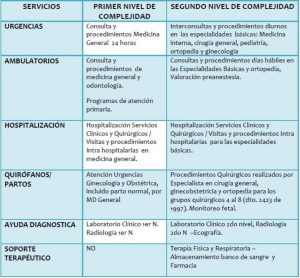 SERVICIOS
PRIMER NIVEL DE
COMPLEJIDAD
SEGUNDO NIVEL DE COMPLEJIDAD
URGENCIAS
Consulta y
procedimientos Medicina
General 24 horas
Interconsultas y procedimientos diurnos
en las especialidades básicas: Medicina
interna, cirugía general, pediatría,
ortopedia y ginecología
AMBULATORIOS
Consulta y
procedimientos de
medicina general y
odontología.
Programas de atención
primaria.
Consultas y procedimientos días hábiles
en las Especialidades Básicas y ortopedia,
Valoración preanestesia.
HOSPITALIZACIÓN
Hospitalización Servicios
Clínicos y Quirúrgicos /
Visitas y procedimientos
Intra hospitalarias en
medicina general.
Hospitalización Servicios Clínicos y
Quirúrgicos / Visitas y procedimientos intra
hospitalarios para las especialidades
básicas.
QUIRÓFANOS/
PARTOS
Atención Urgencias
Ginecología y Obstétrica,
incluido parto normal, por
MD General
Procedimientos Quirúrgicos realizados por
Especialista en cirugía general,
ginecobstetricia y ortopedia para los
grupos quirúrgicos 4 al 8 (dto. 2423 de
1997). Monitoreo fetal.
AYUDA DIAGNOSTICA
Laboratorio Clínico 1er N.
Radiología 1er N
Laboratorio Clínico 2do nivel, Radiología
2do N –Ecografía.
SOPORTE
TERAPÉUTICO
NO
Terapia Física y Respiratoria –
Almacenamiento banco de sangre y
Farmacia